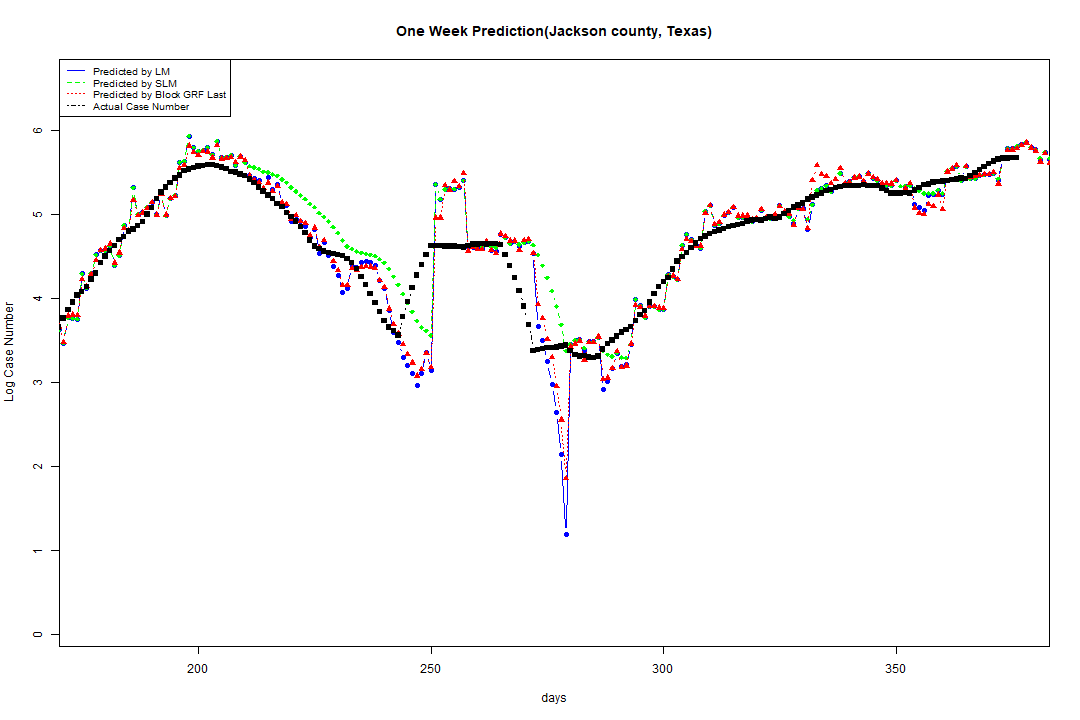 One Week Prediction(Jackson county, Texas)
Predicted by LM
Predicted by SLM
Predicted by Block GRF Last
Actual Case Number
Log Case Number
6
5
4
3
2
1
0
200
250
300
350
days